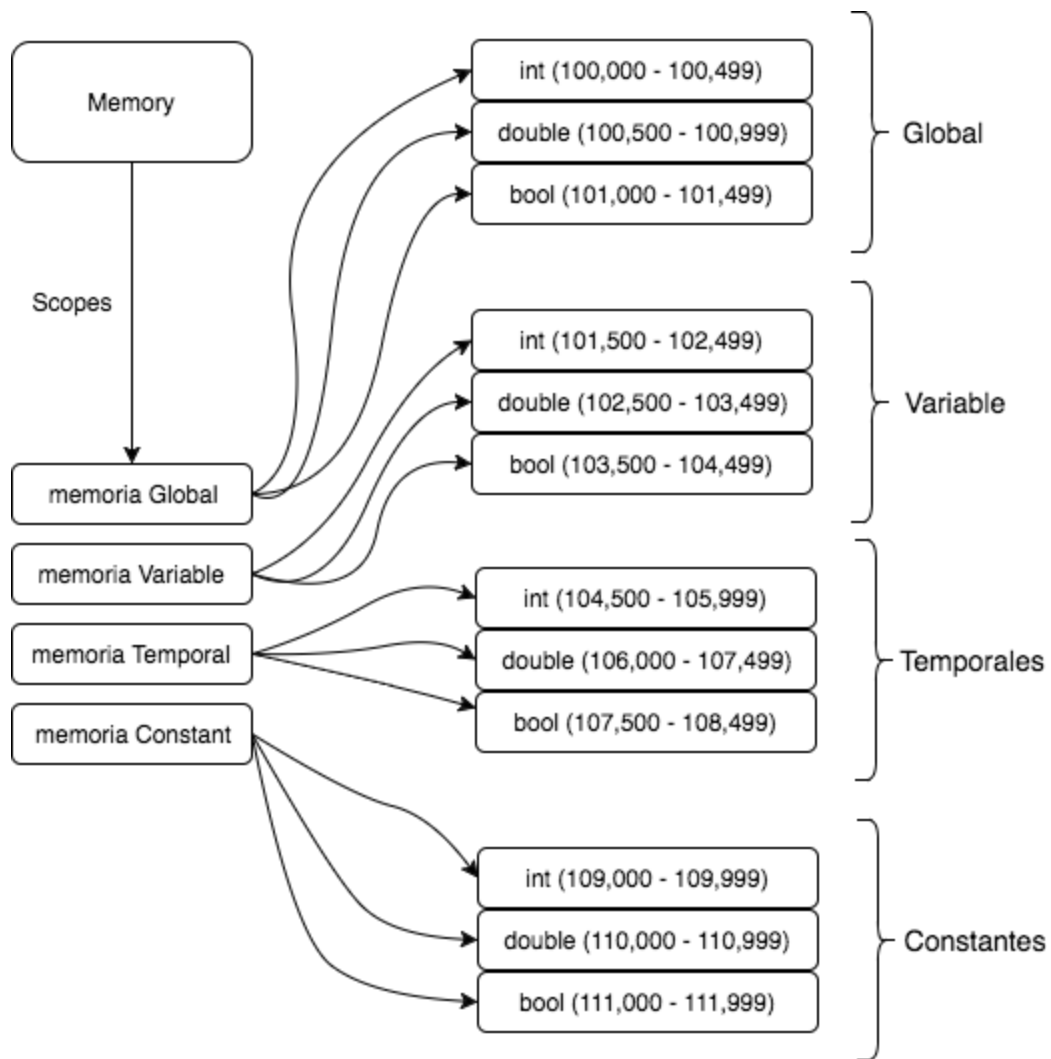 Memory
Scopes
memoria Global
memoria Variable
memoria Temporal
memoria Constant
int (100,000 - 100,499)
double (100,500 - 100,999)
bool (101,000 - 101,499)
Global
int (101,500 - 102,499)
double (102,500 - 103,499)
bool (103,500 - 104,499)
Variable
int (104,500 - 105,999)
double (106,000 - 107,499)
bool (107,500 - 108,499)
Temporales
int (109,000 - 109,999)
double (110,000 - 110,999)
bool (111,000 - 111,999)
Constantes